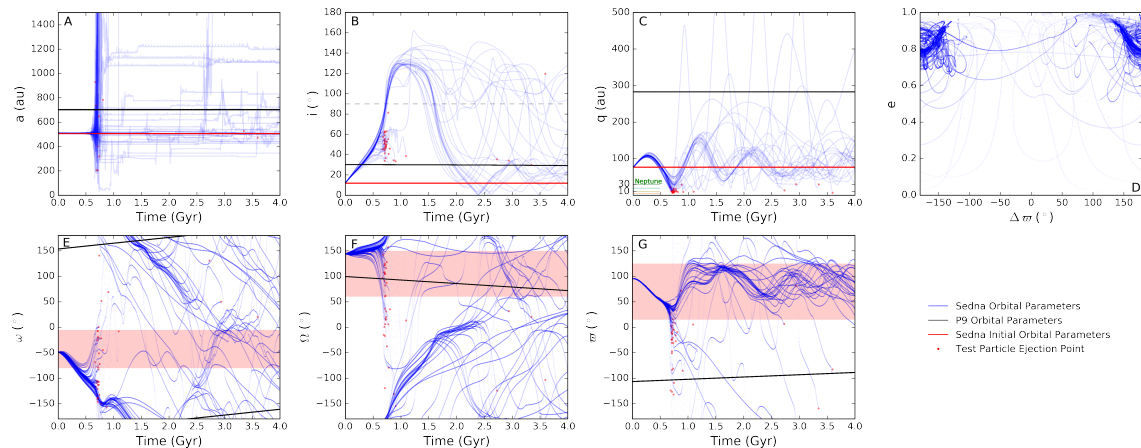 A
a (au)
1400
1200
1000
800
600
400
200
0
0.0 0.5 1.0 1.5 2.0 2.5 3.0 3.5 4.0
Time (Gyr)
B
i (°)
180
160
140
120
100
80
60
40
20
0
0.0 0.5 1.0 1.5 2.0 2.5 3.0 3.5 4.0
Time (Gyr)
C
q (au)
500
400
300
200
100
30
10
Neptune
0.0 0.5 1.0 1.5 2.0 2.5 3.0 3.5 4.0
Time (Gyr)
D
e
1.0
0.8
0.6
0.4
0.2
0.0
−150 −100 −50 0 50 100 150
Δ ϖ (°)
E
ω (°)
150
100
50
0
−50
−100
−150
0.0 0.5 1.0 1.5 2.0 2.5 3.0 3.5 4.0
Time (Gyr)
F
Ω (°)
150
100
50
0
−50
−100
−150
0.0 0.5 1.0 1.5 2.0 2.5 3.0 3.5 4.0
Time (Gyr)
G
ϖ (°)
150
100
50
0
−50
−100
−150
0.0 0.5 1.0 1.5 2.0 2.5 3.0 3.5 4.0
Time (Gyr)
Sedna Orbital Parameters
P9 Orbital Parameters
Sedna Initial Orbital Parameters
Test Particle Ejection Point